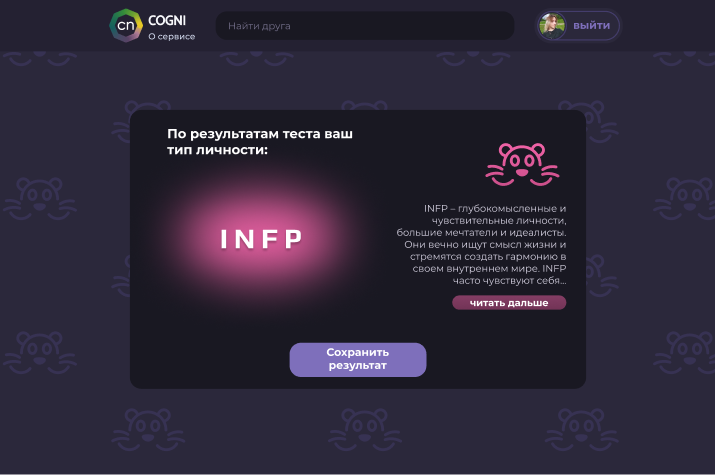 cn
COGNI
О сервисе
Найти друга
выйти
По результатам теста ваш
тип личности:
INFP
INFP – глубокомысленные и
чувствительные личности,
большие мечтатели и идеалисты.
Они вечно ищут смысл жизни и
стремятся создать гармонию в
своем внутреннем мире. INFP
часто чувствуют себя...
читать дальше
Сохранить
результат